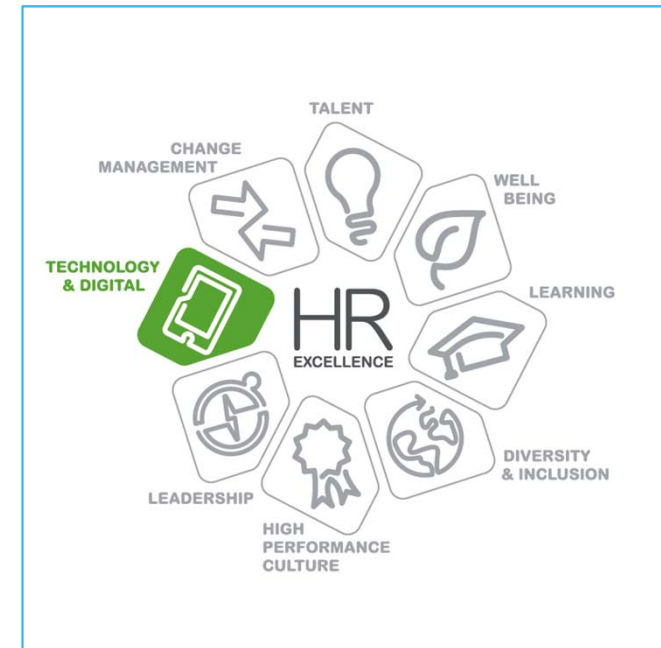 TALENT
CHANGE
MANAGEMENT
WELL
BEING
TECHNOLOGY
& DIGITAL
LEARNING
HR
EXCELLENCE
DIVERSITY
& INCLUSION
LEADERSHIP
HIGH
PERFORMANCE
CULTURE